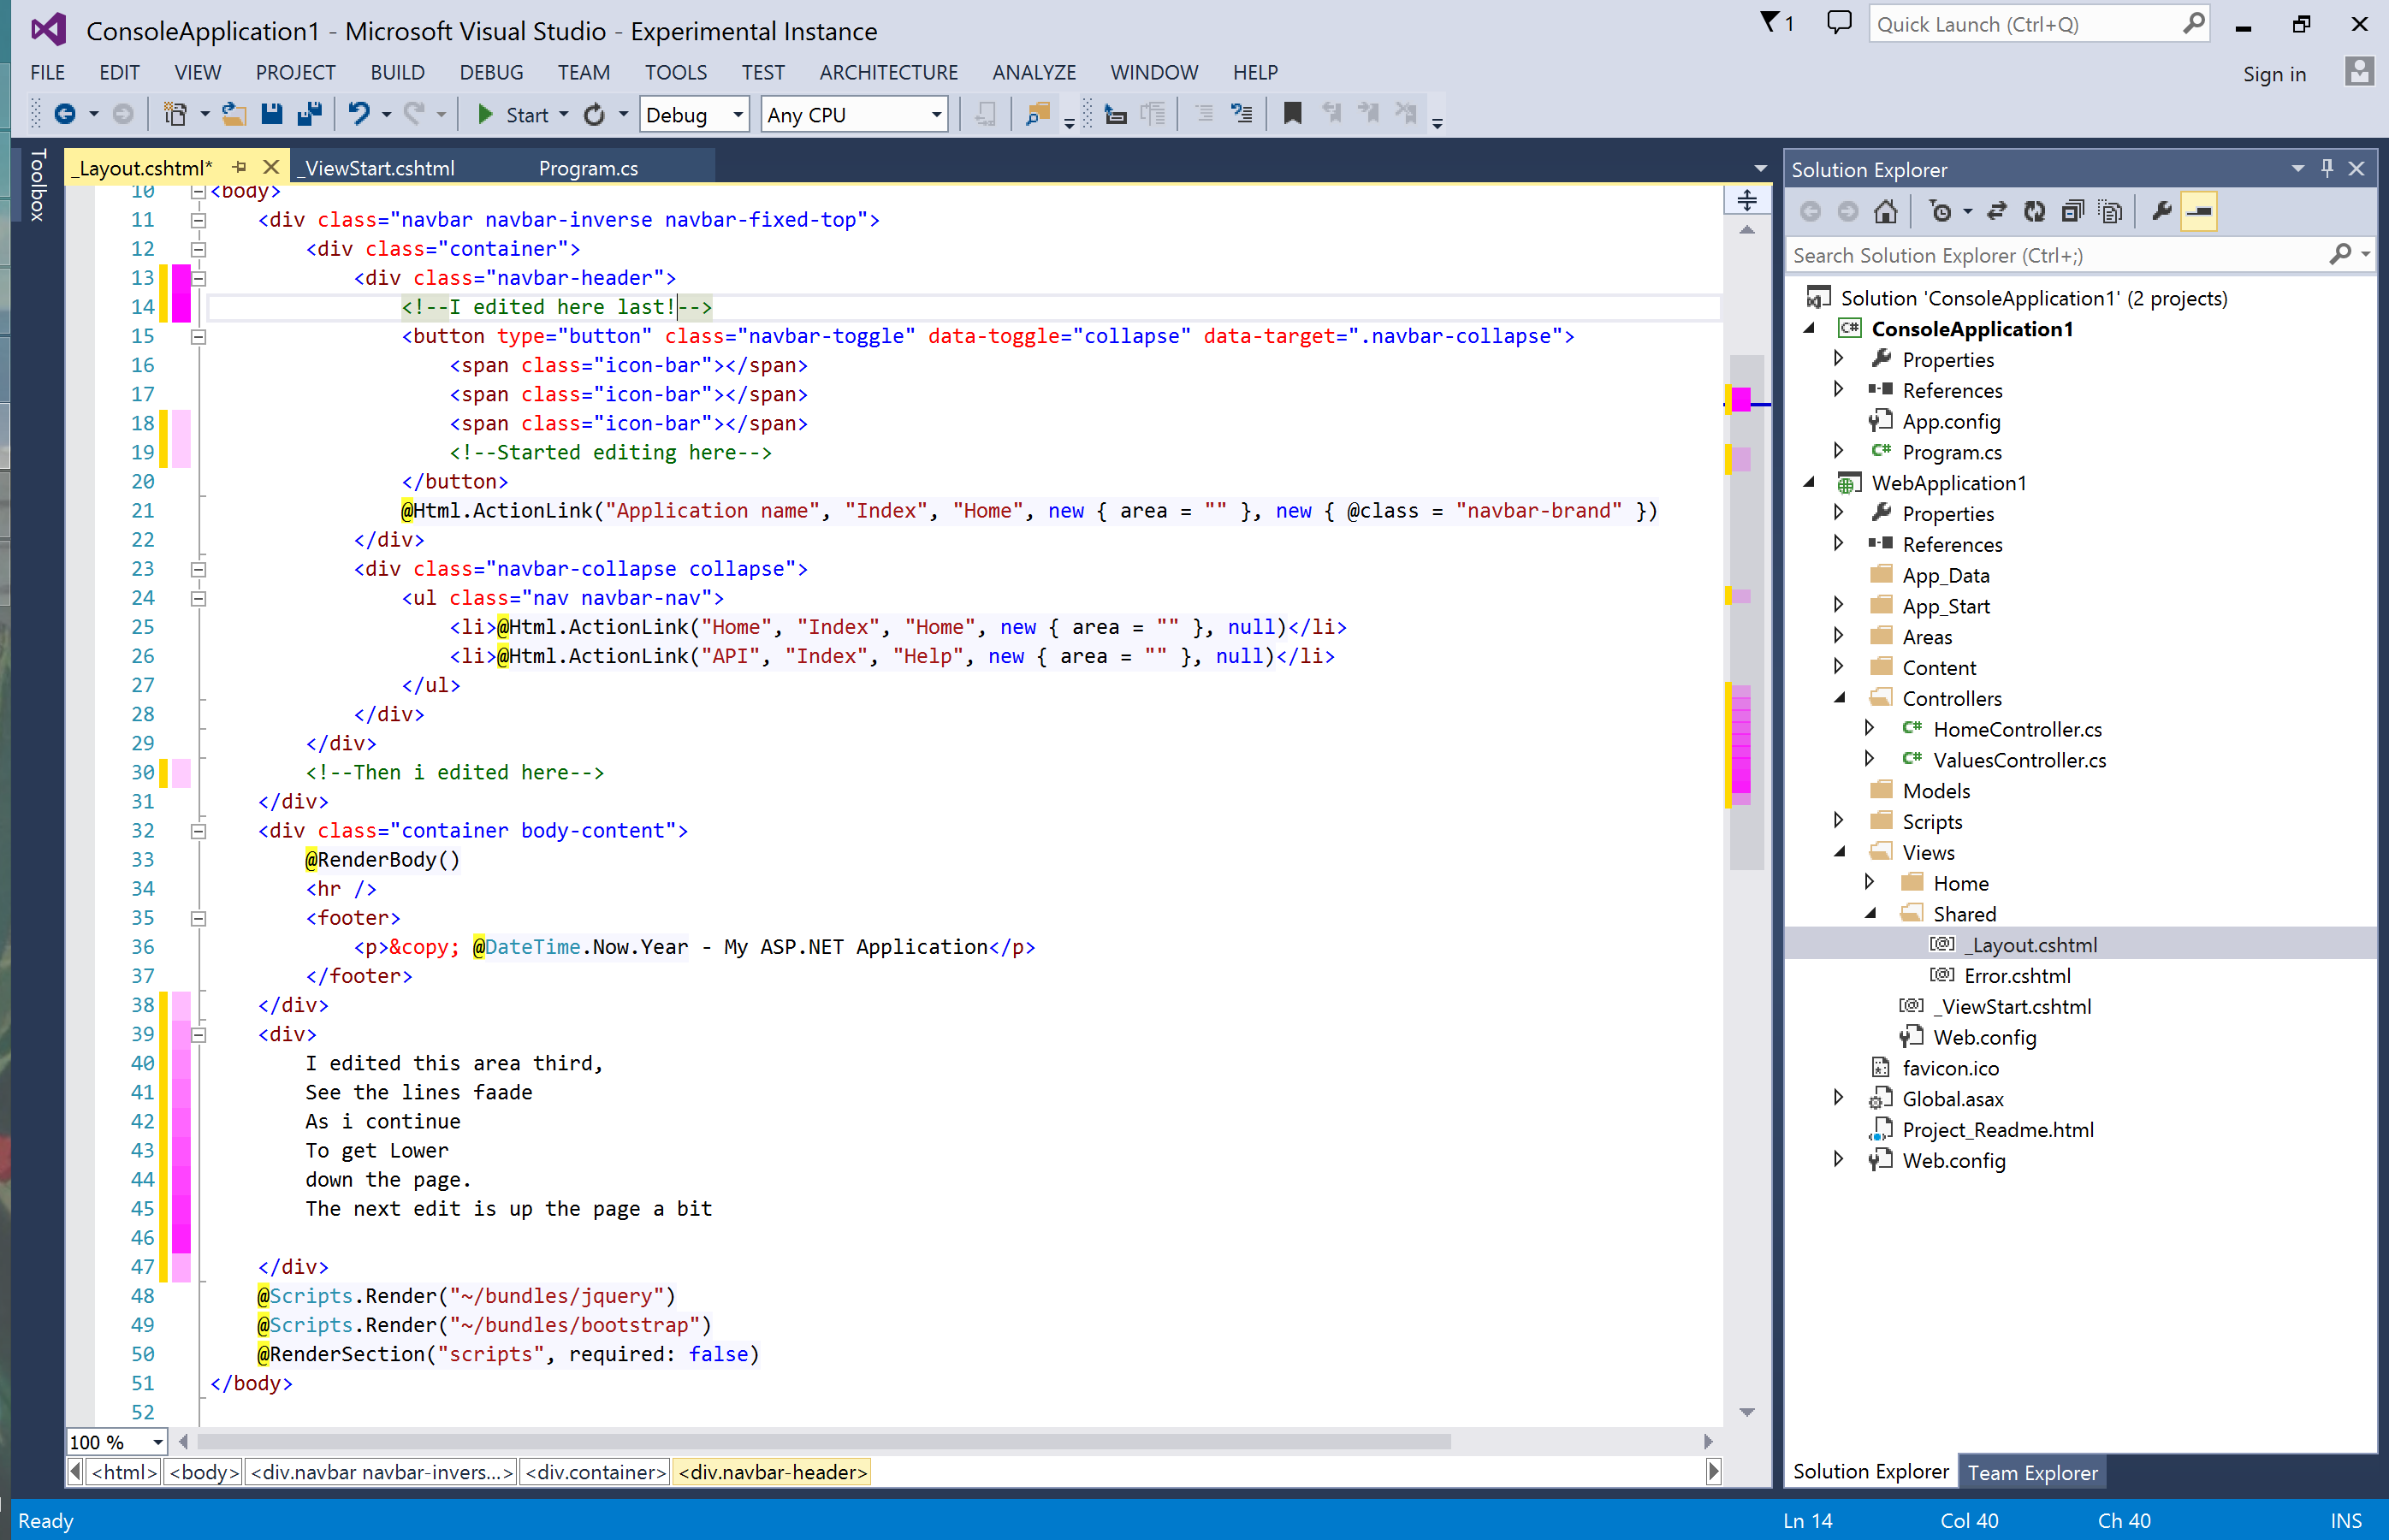 ConsoleApplication1 - Microsoft Visual Studio - Experimental Instance
1
Quick Launch (Ctrl+Q)
FILE EDIT VIEW PROJECT BUILD DEBUG TEAM TOOLS TEST ARCHITECTURE ANALYZE WINDOW HELP
Sign in
Start Debug Any CPU
Toolbox
_Layout.cshtml* _ViewStart.cshtml Program.cs
10 <body>
11 <div class="navbar navbar-inverse navbar-fixed-top">
12 <div class="container">
13 <div class="navbar-header">
14 <!--I edited here last!-->
15 <button type="button" class="navbar-toggle" data-toggle="collapse" data-target=".navbar-collapse">
16 <span class="icon-bar"></span>
17 <span class="icon-bar"></span>
18 <span class="icon-bar"></span>
19 <!--Started editing here-->
20 </button>
21 @Html.ActionLink("Application name", "Index", "Home", new { area = "" }, new { @class = "navbar-brand" })
22 </div>
23 <div class="navbar-collapse collapse">
24 <ul class="nav navbar-nav">
25 <li>@Html.ActionLink("Home", "Index", "Home", new { area = "" }, null)</li>
26 <li>@Html.ActionLink("API", "Index", "Help", new { area = "" }, null)</li>
27 </ul>
28 </div>
29 </div>
30 <!--Then i edited here-->
31 </div>
32 <div class="container body-content">
33 @RenderBody()
34 <hr />
35 <footer>
36 <p>&copy; @DateTime.Now.Year - My ASP.NET Application</p>
37 </footer>
38 </div>
39 <div>
40 I edited this area third,
41 See the lines faade
42 As i continue
43 To get Lower
44 down the page.
45 The next edit is up the page a bit
46
47 </div>
48 @Scripts.Render("~/bundles/jquery")
49 @Scripts.Render("~/bundles/bootstrap")
50 @RenderSection("scripts", required: false)
51 </body>
52
100 %
<html> <body> <div.navbar navbar-invers...> <div.container> <div.navbar-header>
Solution Explorer
Search Solution Explorer (Ctrl+;)
Solution 'ConsoleApplication1' (2 projects)
C# ConsoleApplication1
Properties
References
App.config
C# Program.cs
WebApplication1
Properties
References
App_Data
App_Start
Areas
Content
Controllers
C# HomeController.cs
C# ValuesController.cs
Models
Scripts
Views
Home
Shared
[@] _Layout.cshtml
[@] Error.cshtml
[@] _ViewStart.cshtml
Web.config
favicon.ico
Global.asax
Project_Readme.html
Web.config
Solution Explorer Team Explorer
Ready Ln 14 Col 40 Ch 40 INS